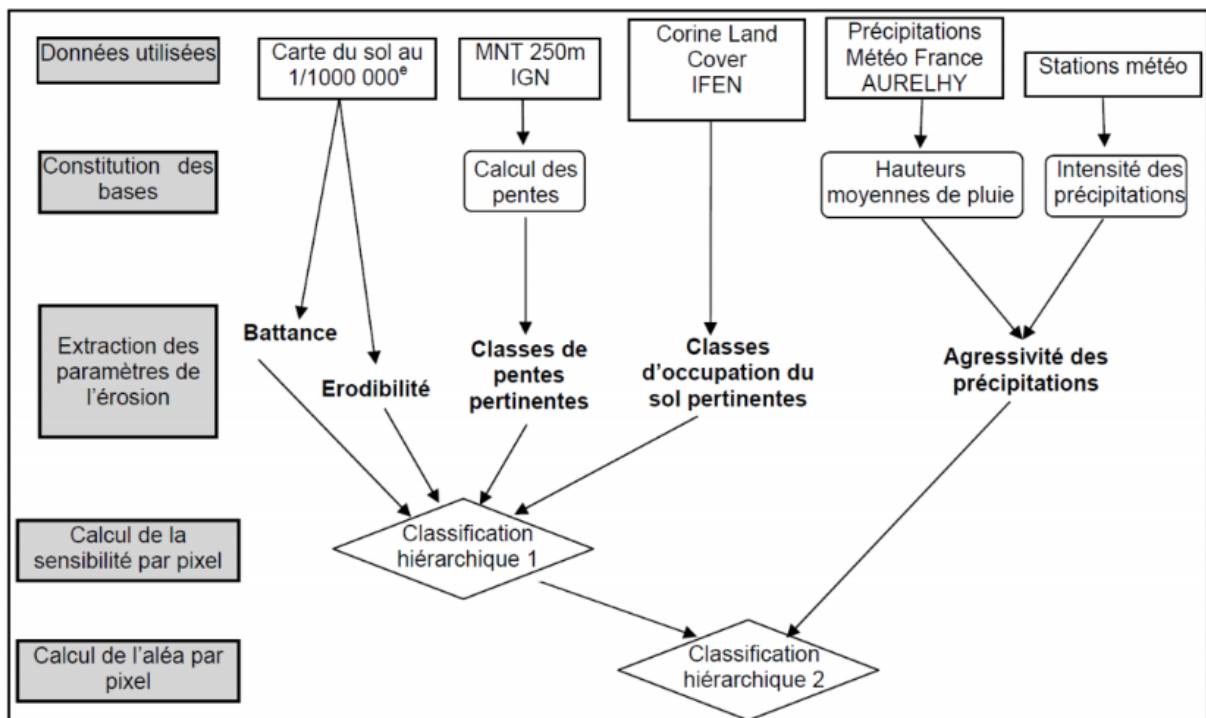 Données utilisées
Carte du sol au
1/1000 000e
MNT 250m
IGN
Corine Land
Cover
IFEN
Précipitations
Météo France
AURELHY
Stations météo
Constitution des
bases
Calcul des
pentes
Hauteurs
moyennes de pluie
Intensité des
précipitations
Extraction des
paramètres de
l'érosion
Battance
Erodibilité
Classes de
pentes
pertinentes
Classes
d'occupation du
sol pertinentes
Agressivité des
précipitations
Calcul de la
sensibilité par pixel
Classification
hiérarchique 1
Calcul de l'aléa par
pixel
Classification
hiérarchique 2